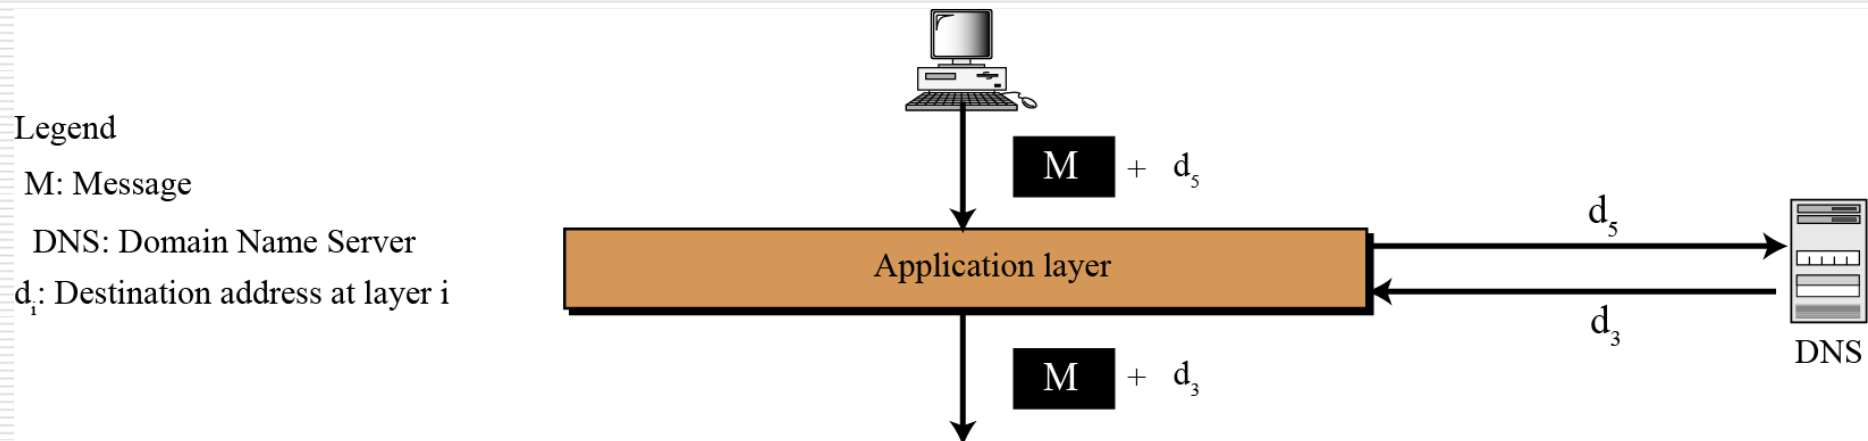 Legend
M: Message
DNS: Domain Name Server
dᵢ: Destination address at layer i
M + d₅
Application layer
d₅
d₃
DNS
M + d₃